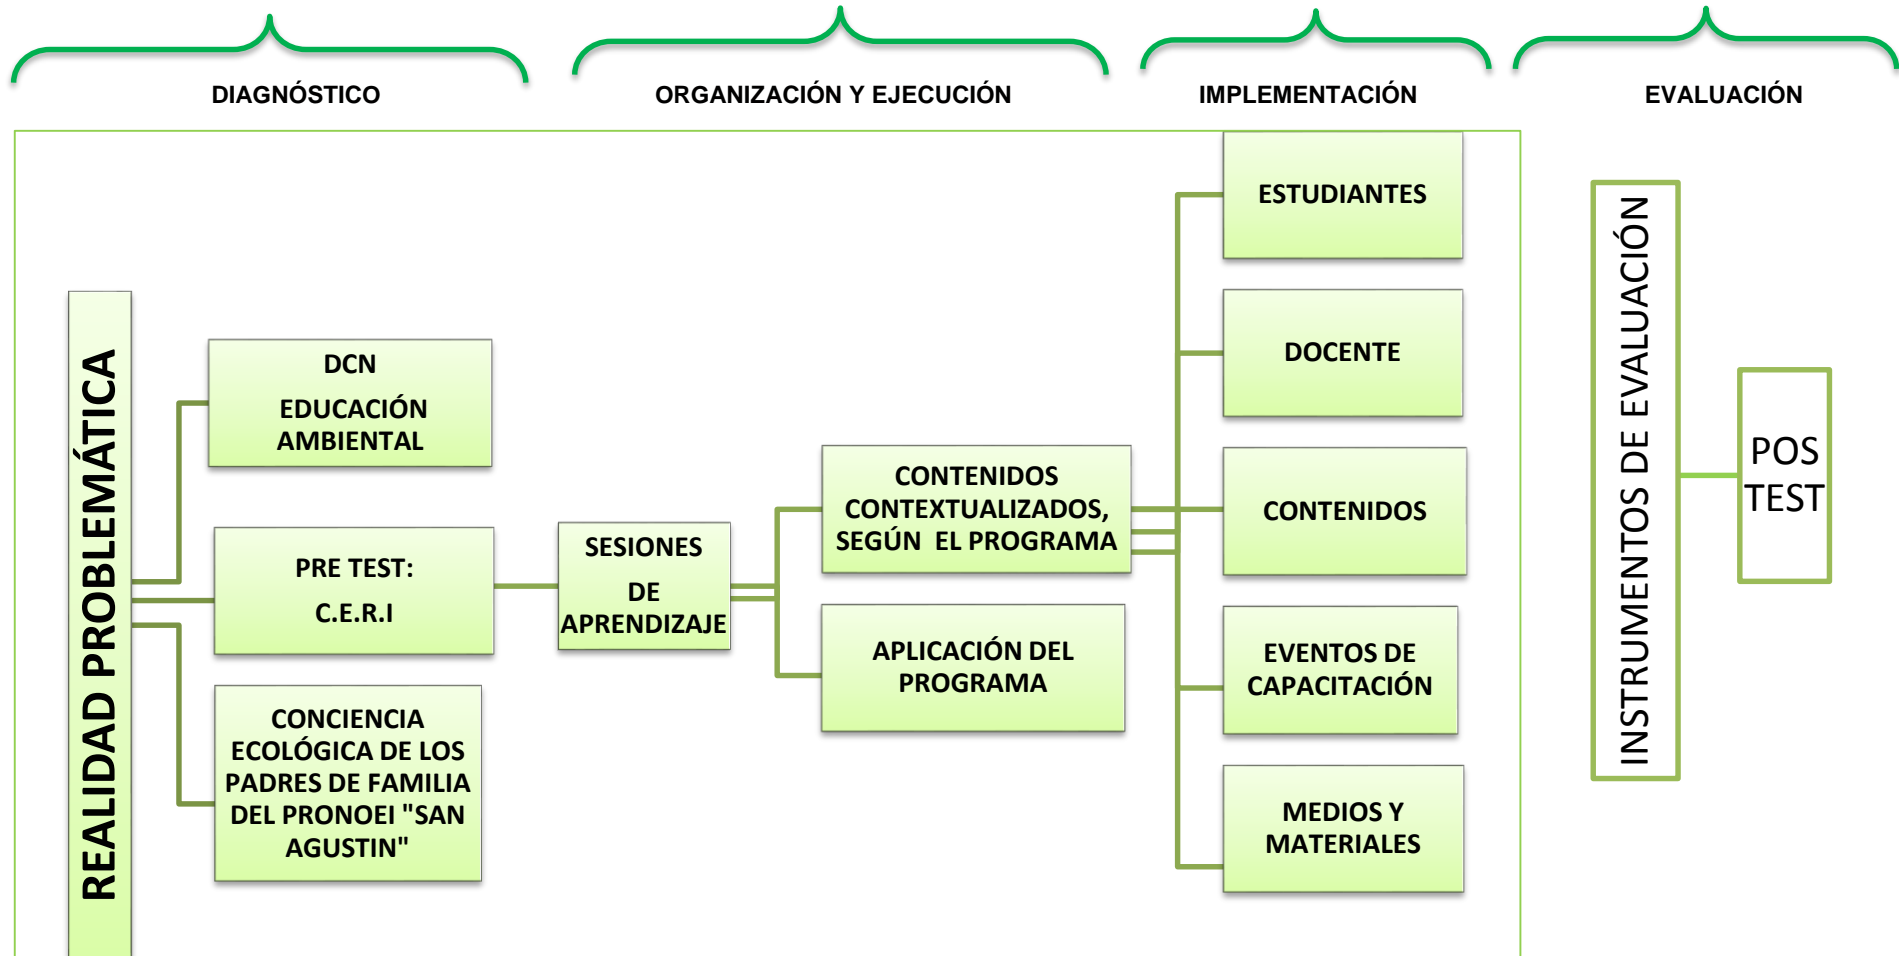 DIAGNÓSTICO
ORGANIZACIÓN Y EJECUCIÓN
IMPLEMENTACIÓN
EVALUACIÓN
REALIDAD PROBLEMÁTICA
DCN
EDUCACIÓN
AMBIENTAL
PRE TEST:
C.E.R.I
CONCIENCIA
ECOLÓGICA DE LOS
PADRES DE FAMILIA
DEL PRONOEI "SAN
AGUSTIN"
SESIONES
DE
APRENDIZAJE
CONTENIDOS
CONTEXTUALIZADOS,
SEGÚN EL PROGRAMA
APLICACIÓN DEL
PROGRAMA
ESTUDIANTES
DOCENTE
CONTENIDOS
EVENTOS DE
CAPACITACIÓN
MEDIOS Y
MATERIALES
INSTRUMENTOS DE EVALUACIÓN
POS
TEST